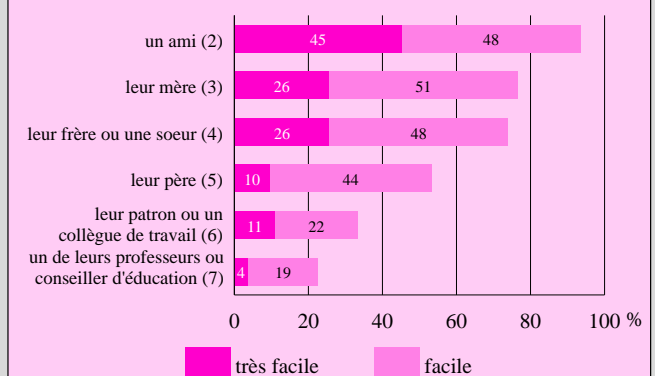 un ami (2)
45 48
leur mère (3)
26 51
leur frère ou une soeur (4)
26 48
leur père (5)
10 44
leur patron ou un
collègue de travail (6)
11 22
un de leurs professeurs ou
conseiller d'éducation (7)
4 19
0 20 40 60 80 100 %
très facile facile